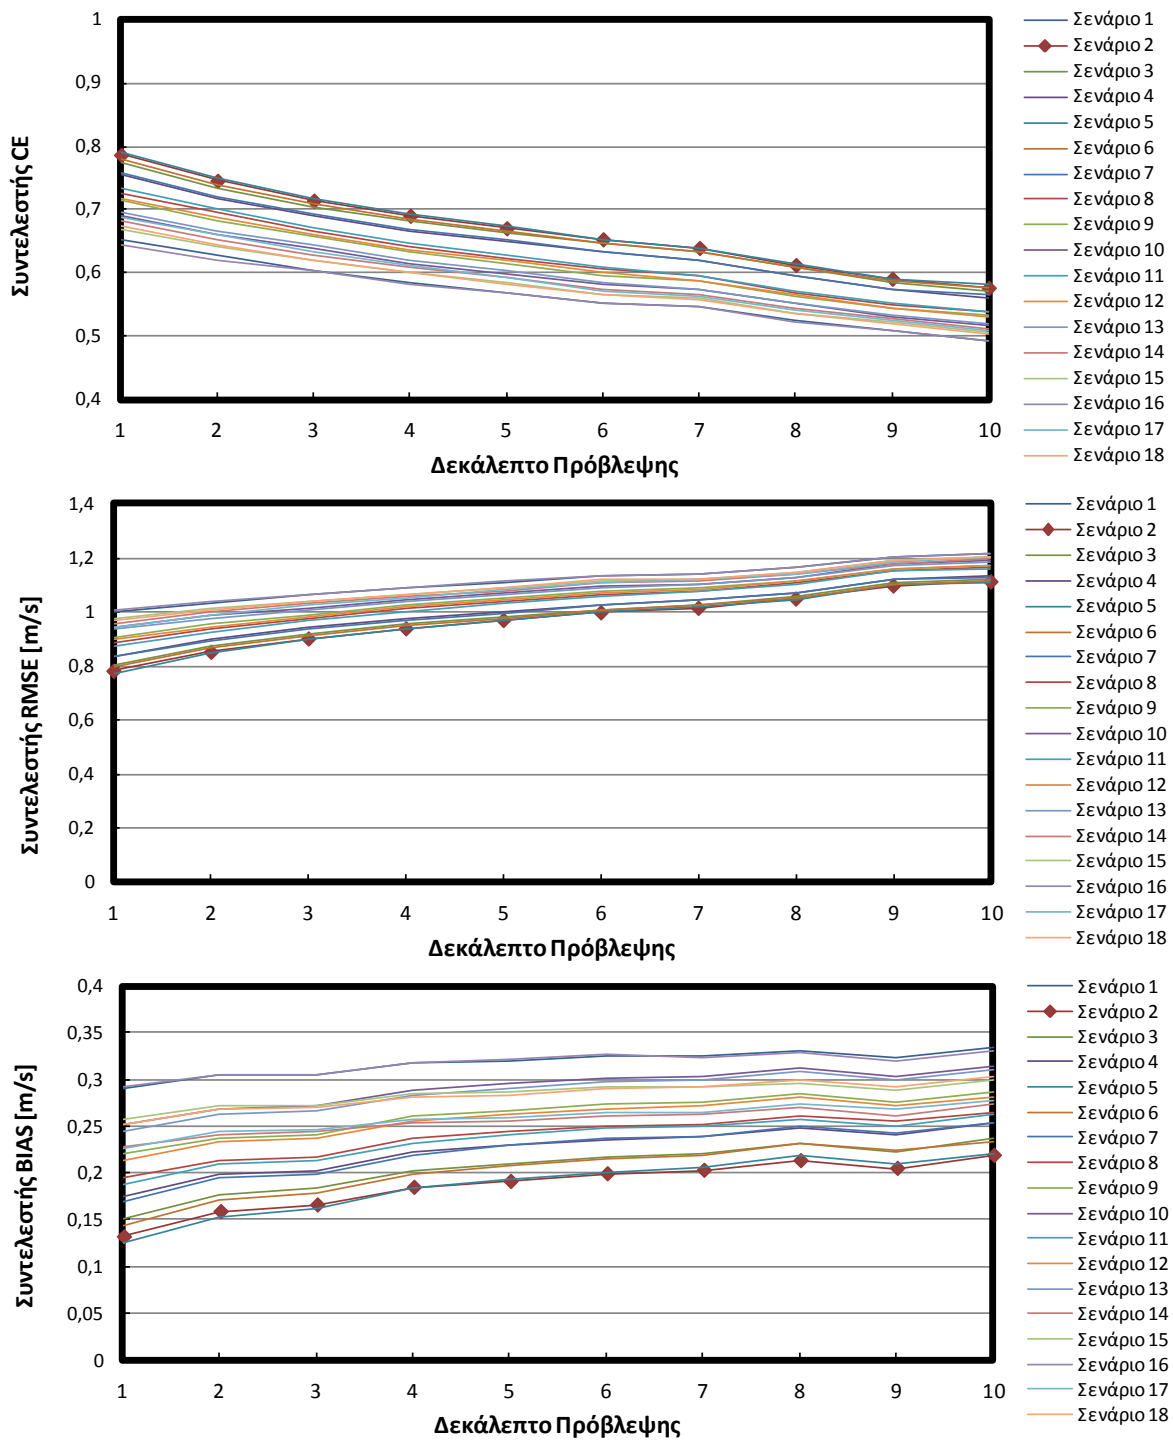 1
0,9
0,8
0,7
0,6
0,5
0,4
Συντελεστής CE
1 2 3 4 5 6 7 8 9 10
Δεκάλεπτο Πρόβλεψης
Σενάριο 1
Σενάριο 2
Σενάριο 3
Σενάριο 4
Σενάριο 5
Σενάριο 6
Σενάριο 7
Σενάριο 8
Σενάριο 9
Σενάριο 10
Σενάριο 11
Σενάριο 12
Σενάριο 13
Σενάριο 14
Σενάριο 15
Σενάριο 16
Σενάριο 17
Σενάριο 18
1,4
1,2
1
0,8
0,6
0,4
0,2
0
Συντελεστής RMSE [m/s]
1 2 3 4 5 6 7 8 9 10
Δεκάλεπτο Πρόβλεψης
Σενάριο 1
Σενάριο 2
Σενάριο 3
Σενάριο 4
Σενάριο 5
Σενάριο 6
Σενάριο 7
Σενάριο 8
Σενάριο 9
Σενάριο 10
Σενάριο 11
Σενάριο 12
Σενάριο 13
Σενάριο 14
Σενάριο 15
Σενάριο 16
Σενάριο 17
Σενάριο 18
0,4
0,35
0,3
0,25
0,2
0,15
0,1
0,05
0
Συντελεστής BIAS [m/s]
1 2 3 4 5 6 7 8 9 10
Δεκάλεπτο Πρόβλεψης
Σενάριο 1
Σενάριο 2
Σενάριο 3
Σενάριο 4
Σενάριο 5
Σενάριο 6
Σενάριο 7
Σενάριο 8
Σενάριο 9
Σενάριο 10
Σενάριο 11
Σενάριο 12
Σενάριο 13
Σενάριο 14
Σενάριο 15
Σενάριο 16
Σενάριο 17
Σενάριο 18